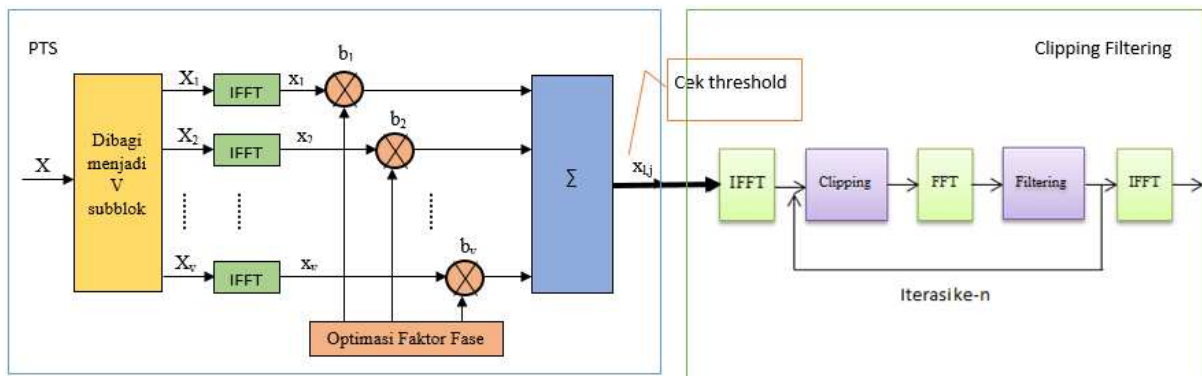 PTS
Clipping Filtering
X
Dibagi
menjadi
V
subblok
X1
IFFT
x1
b1
X2
IFFT
x2
b2
Xv
IFFT
xv
bv
Optimasi Faktor Fase
Σ
Cek threshold
xl,j
IFFT
Clipping
FFT
Filtering
IFFT
Iterasike-n